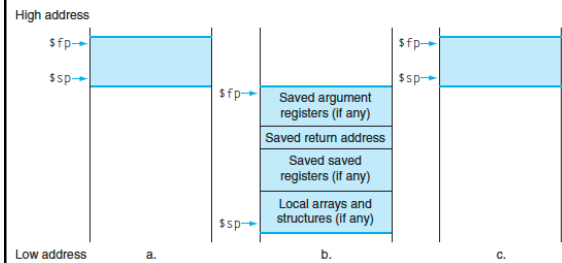 High address
$fp
$sp
$fp
Saved argument
registers (if any)
Saved return address
Saved saved
registers (if any)
Local arrays and
structures (if any)
$sp
$fp
$sp
Low address
a.
b.
c.